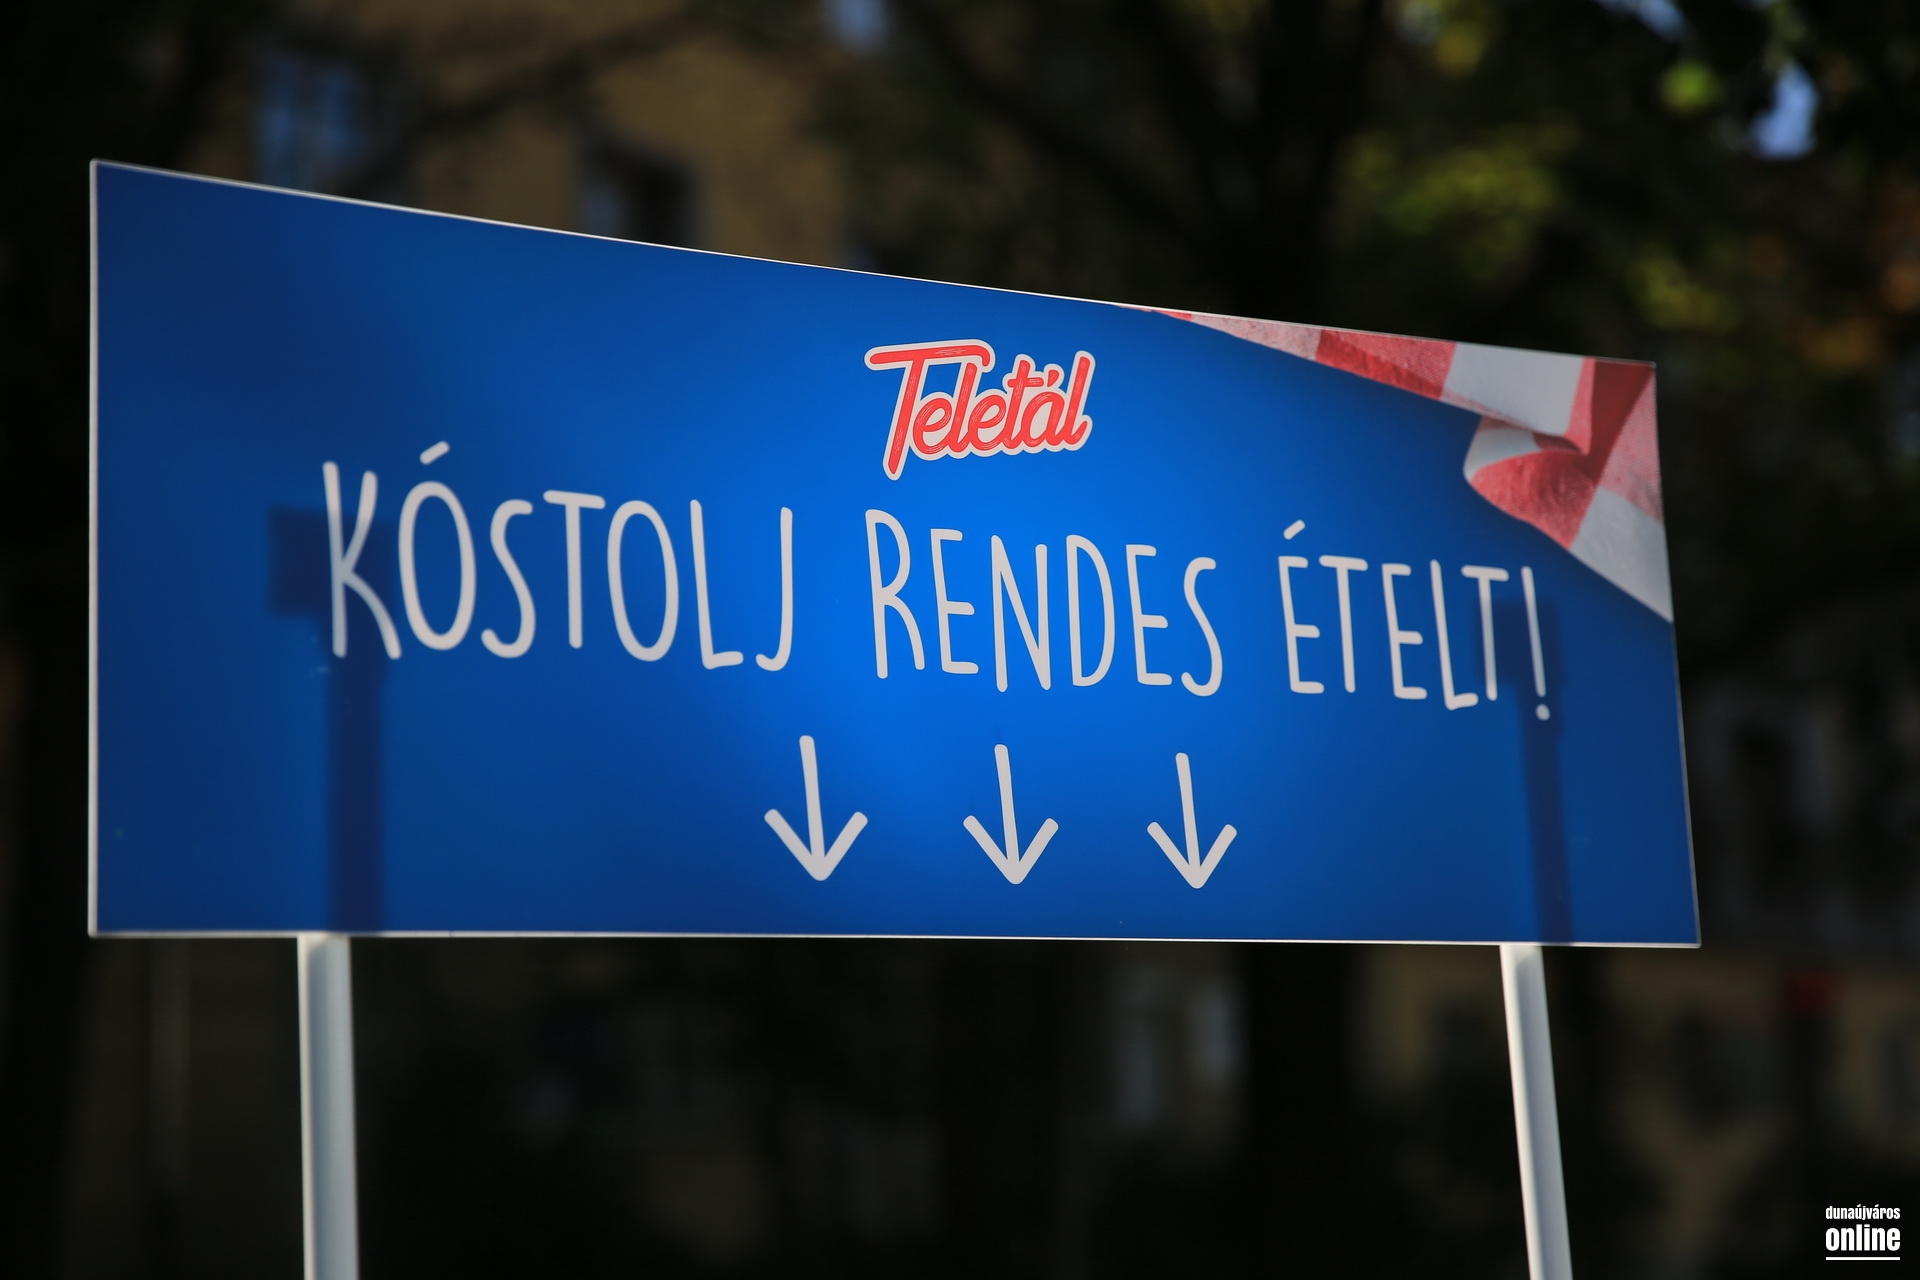 Teletál
KÓSTOLJ RENDES ÉTELT!
dunaújváros
online